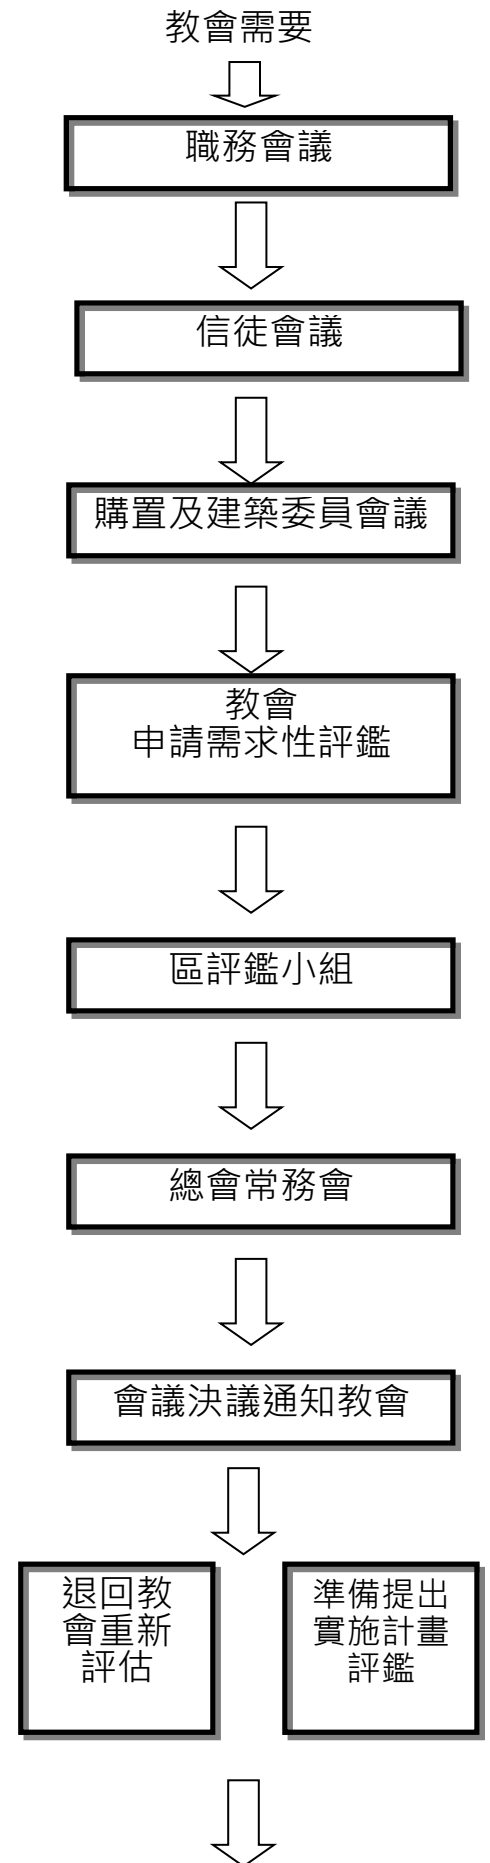 教會需要
職務會議
信徒會議
購置及建築委員會議
教會
申請需求性評鑑
區評鑑小組
總會常務會
會議決議通知教會
退回教
會重新
評估
準備提出
實施計畫
評鑑